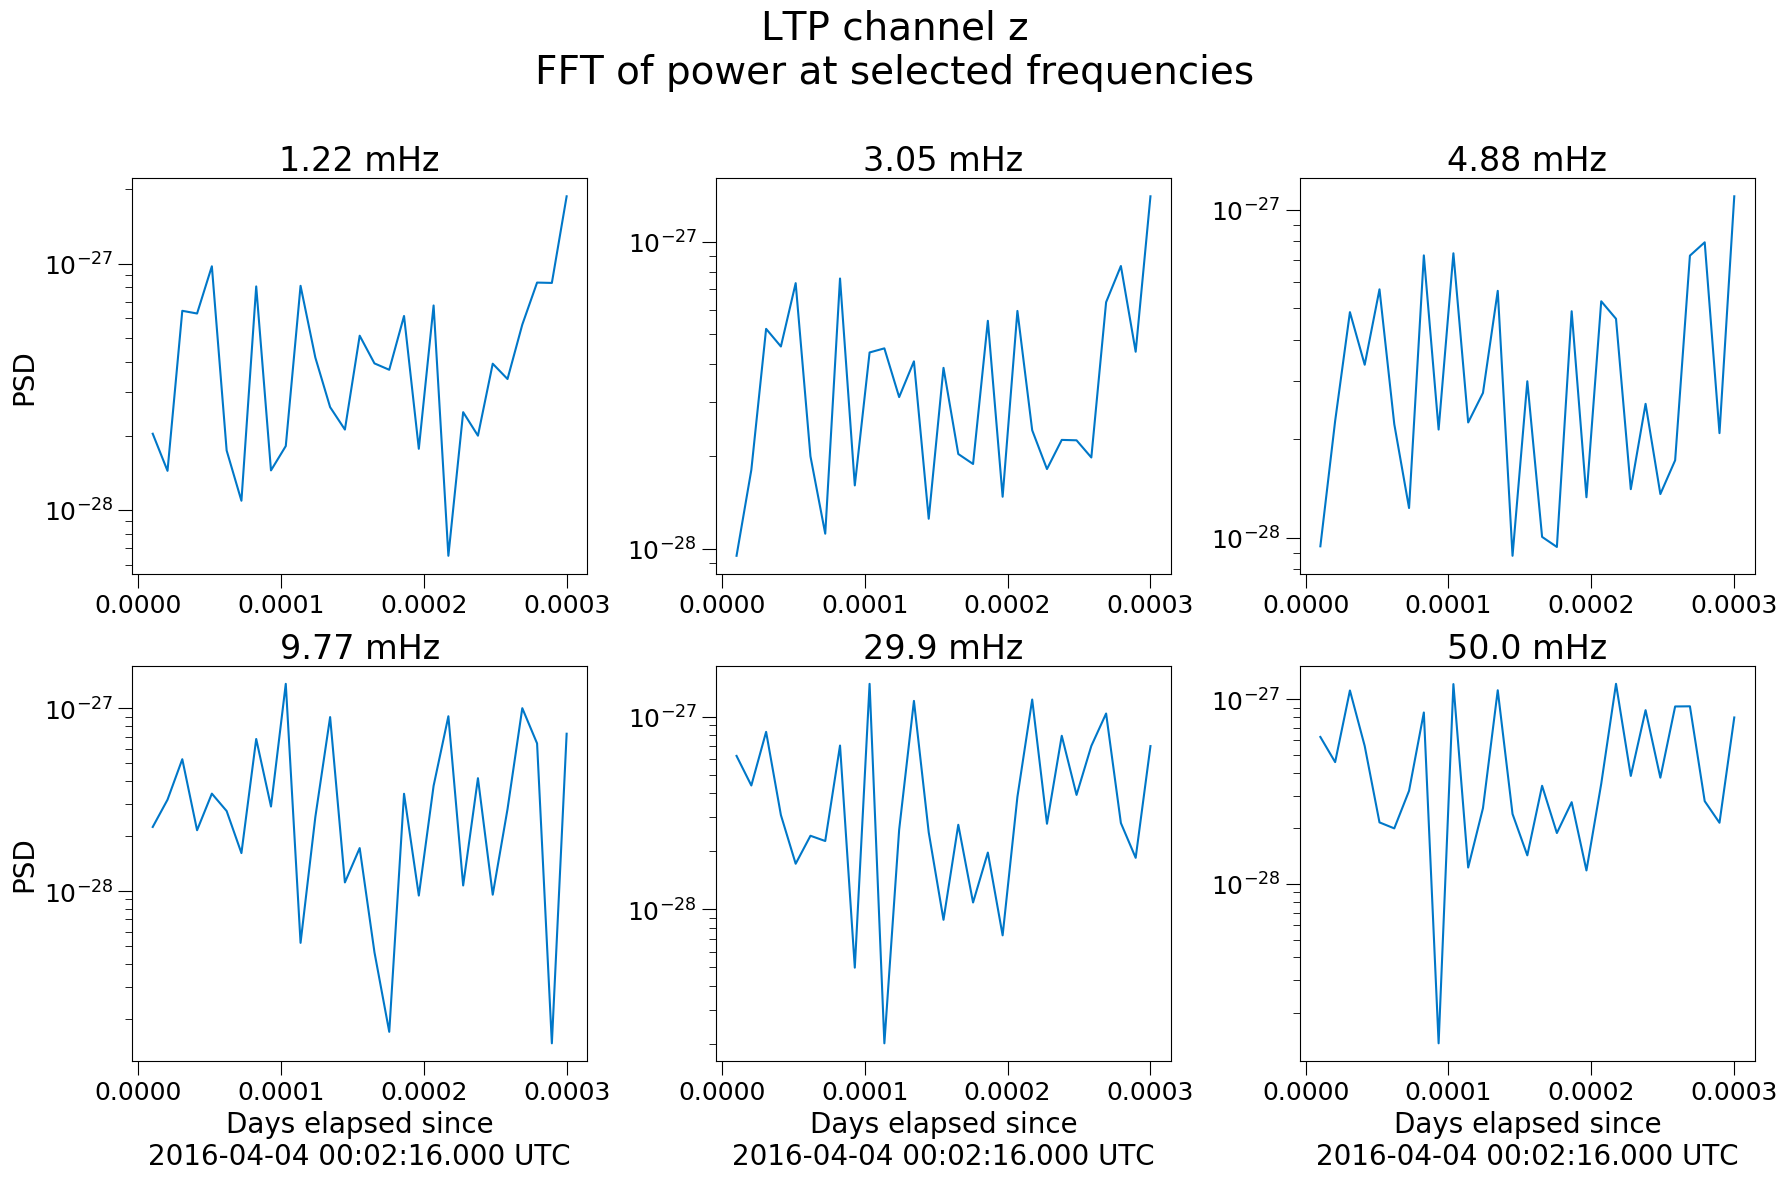 LTP channel z
FFT of power at selected frequencies
1.22 mHz
3.05 mHz
4.88 mHz
PSD
10⁻²⁷
10⁻²⁸
10⁻²⁷
10⁻²⁸
10⁻²⁷
10⁻²⁸
0.0000 0.0001 0.0002 0.0003
0.0000 0.0001 0.0002 0.0003
0.0000 0.0001 0.0002 0.0003
9.77 mHz
29.9 mHz
50.0 mHz
PSD
10⁻²⁷
10⁻²⁸
10⁻²⁷
10⁻²⁸
10⁻²⁷
10⁻²⁸
0.0000 0.0001 0.0002 0.0003
0.0000 0.0001 0.0002 0.0003
0.0000 0.0001 0.0002 0.0003
Days elapsed since
2016-04-04 00:02:16.000 UTC
Days elapsed since
2016-04-04 00:02:16.000 UTC
Days elapsed since
2016-04-04 00:02:16.000 UTC